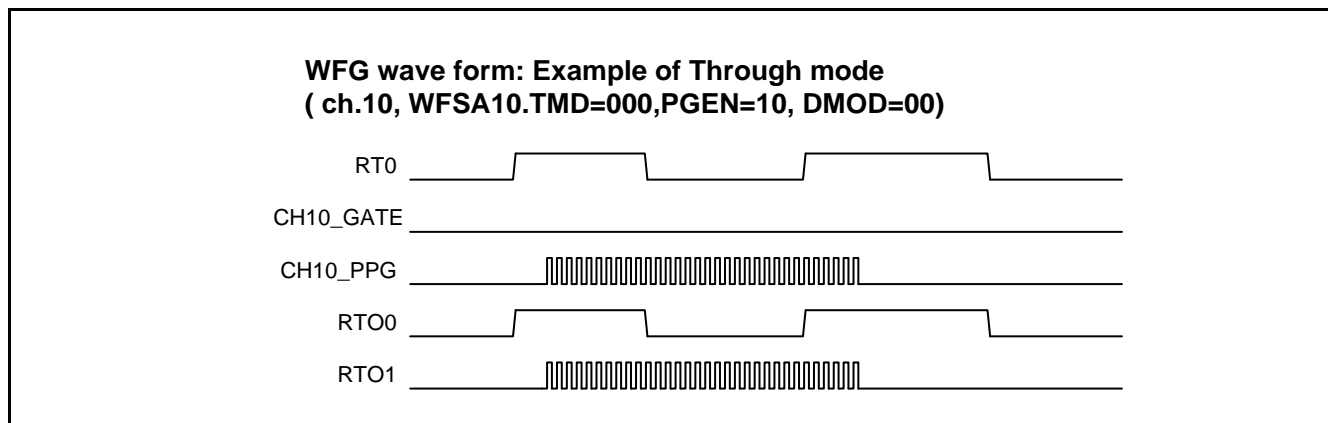 WFG wave form: Example of Through mode
( ch.10, WFSA10.TMD=000,PGEN=10, DMOD=00)
RT0
CH10_GATE
CH10_PPG
RTO0
RTO1